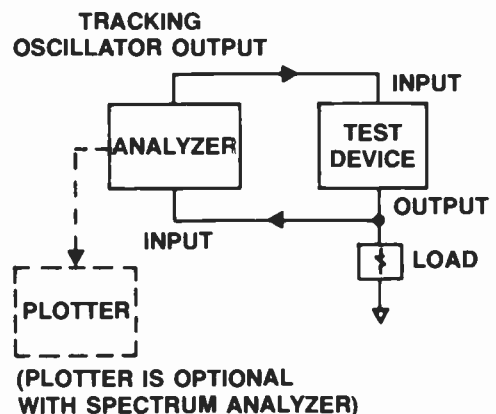 TRACKING
OSCILLATOR OUTPUT
INPUT
ANALYZER
TEST
DEVICE
OUTPUT
INPUT
LOAD
PLOTTER
(PLOTTER IS OPTIONAL
WITH SPECTRUM ANALYZER)